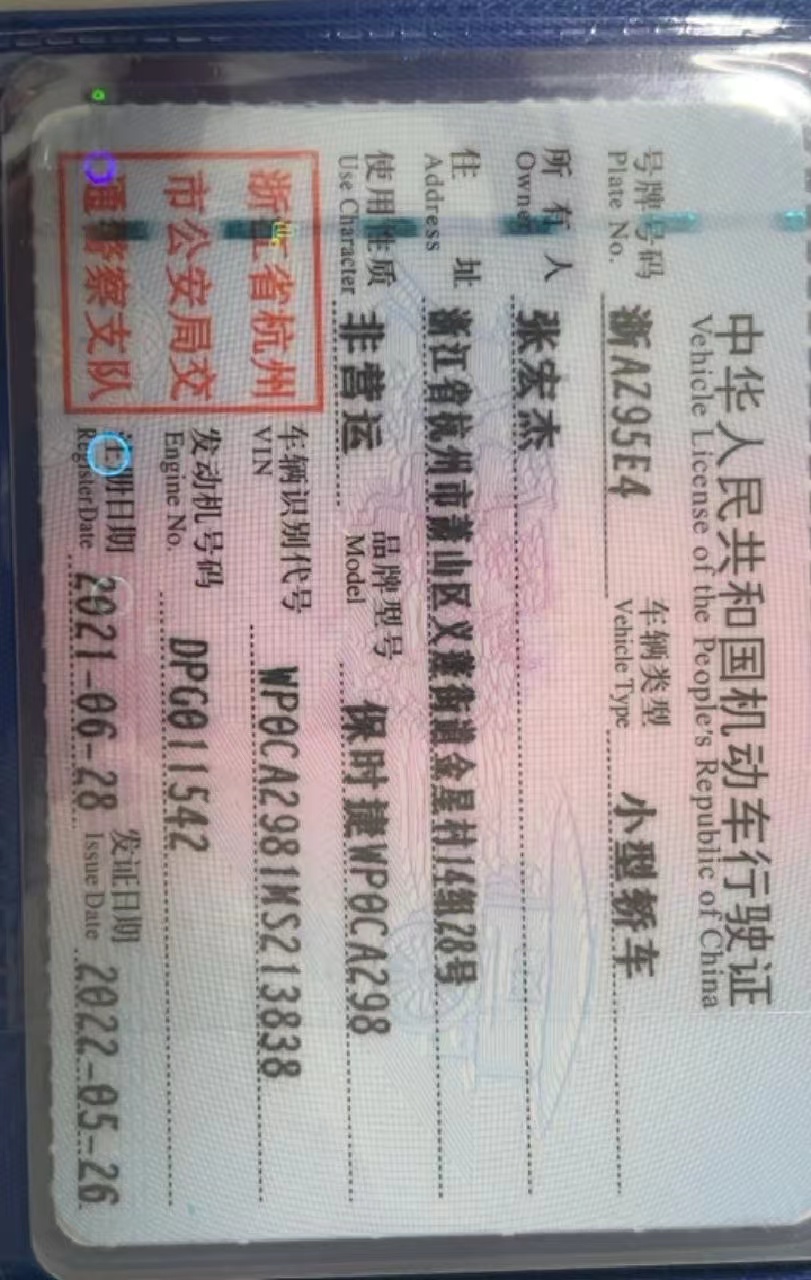 中华人民共和国机动车行驶证
Vehicle License of the People's Republic of China
号牌号码 浙AZ95E4 车辆类型 小型轿车
Plate No. Vehicle Type
所有人 张宏杰
Owner
住址 浙江省杭州市萧山区义蓬街道金星村14组28号
Address
使用性质 非营运 品牌型号 保时捷WP0CA298
Use Character Model
浙江省杭州
市公安局交
通警察支队
车辆识别代号 WP0CA2981MS213838
VIN
发动机号码 DPG011542
Engine No.
注册日期 2021-06-28 发证日期 2022-05-26
Register Date Issue Date